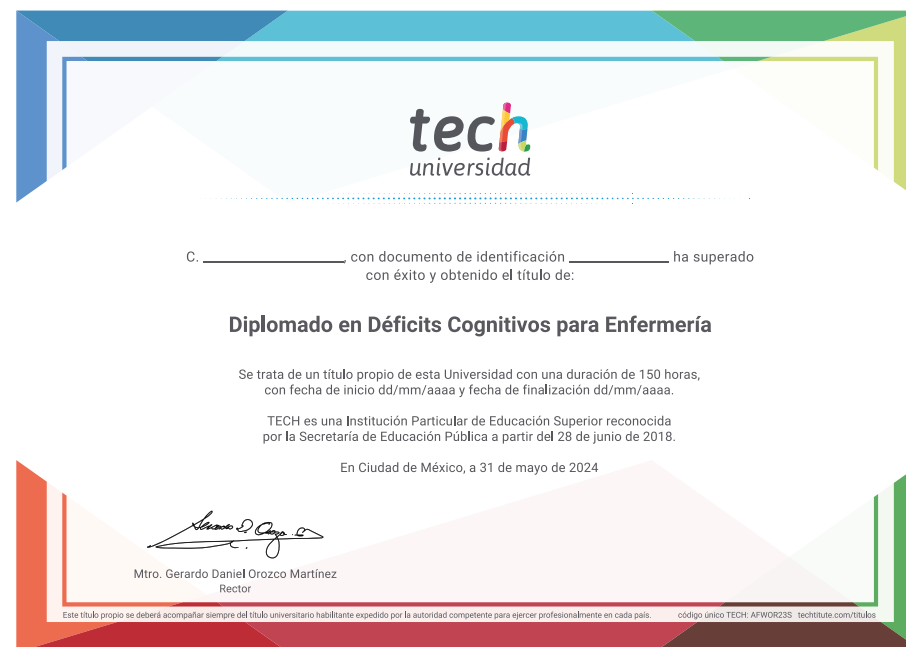 tech
universidad
C. ____________, con documento de identificación ____________ ha superado
con éxito y obtenido el título de:
Diplomado en Déficits Cognitivos para Enfermería
Se trata de un título propio de esta Universidad con una duración de 150 horas,
con fecha de inicio dd/mm/aaaa y fecha de finalización dd/mm/aaaa.
TECH es una Institución Particular de Educación Superior reconocida
por la Secretaría de Educación Pública a partir del 28 de junio de 2018.
En Ciudad de México, a 31 de mayo de 2024
Mtro. Gerardo Daniel Orozco Martínez
Rector
Este título propio se deberá acompañar siempre del título universitario habilitante expedido por la autoridad competente para ejercer profesionalmente en cada país. código único TECH: AFWOR23S techtitute.com/titulos